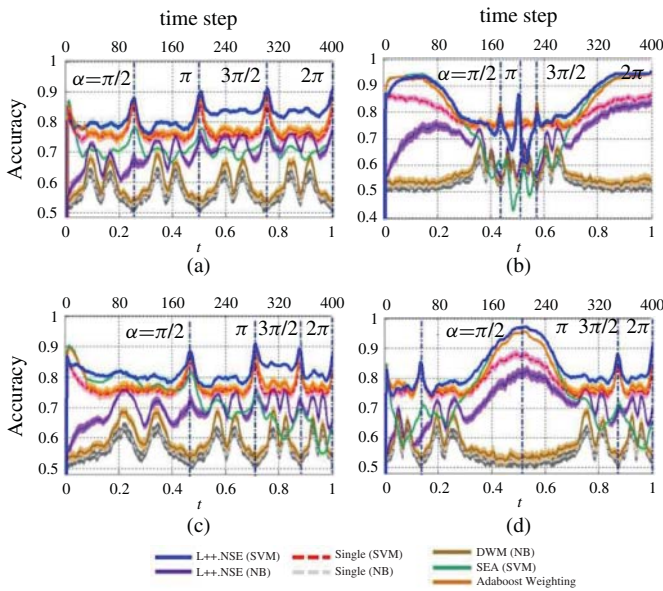 time step
time step
0 80 160 240 320 400
0 80 160 240 320 400
1
α=π/2 π 3π/2 2π
0.9
0.8
0.7
0.6
0.5
Accuracy
0 0.2 0.4 0.6 0.8 1
t
(a)
1
α=π/2 π 3π/2 2π
0.9
0.8
0.7
0.6
0.5
0.4
0 0.2 0.4 0.6 0.8 1
t
(b)
0 80 160 240 320 400
0 80 160 240 320 400
1
α=π/2 π 3π/2 2π
0.9
0.8
0.7
0.6
0.5
Accuracy
0 0.2 0.4 0.6 0.8 1
t
(c)
1
α=π/2 π 3π/2 2π
0.9
0.8
0.7
0.6
0.5
0 0.2 0.4 0.6 0.8 1
t
(d)
L++.NSE (SVM) Single (SVM) DWM (NB)
L++.NSE (NB) Single (NB) SEA (SVM)
Adaboost Weighting